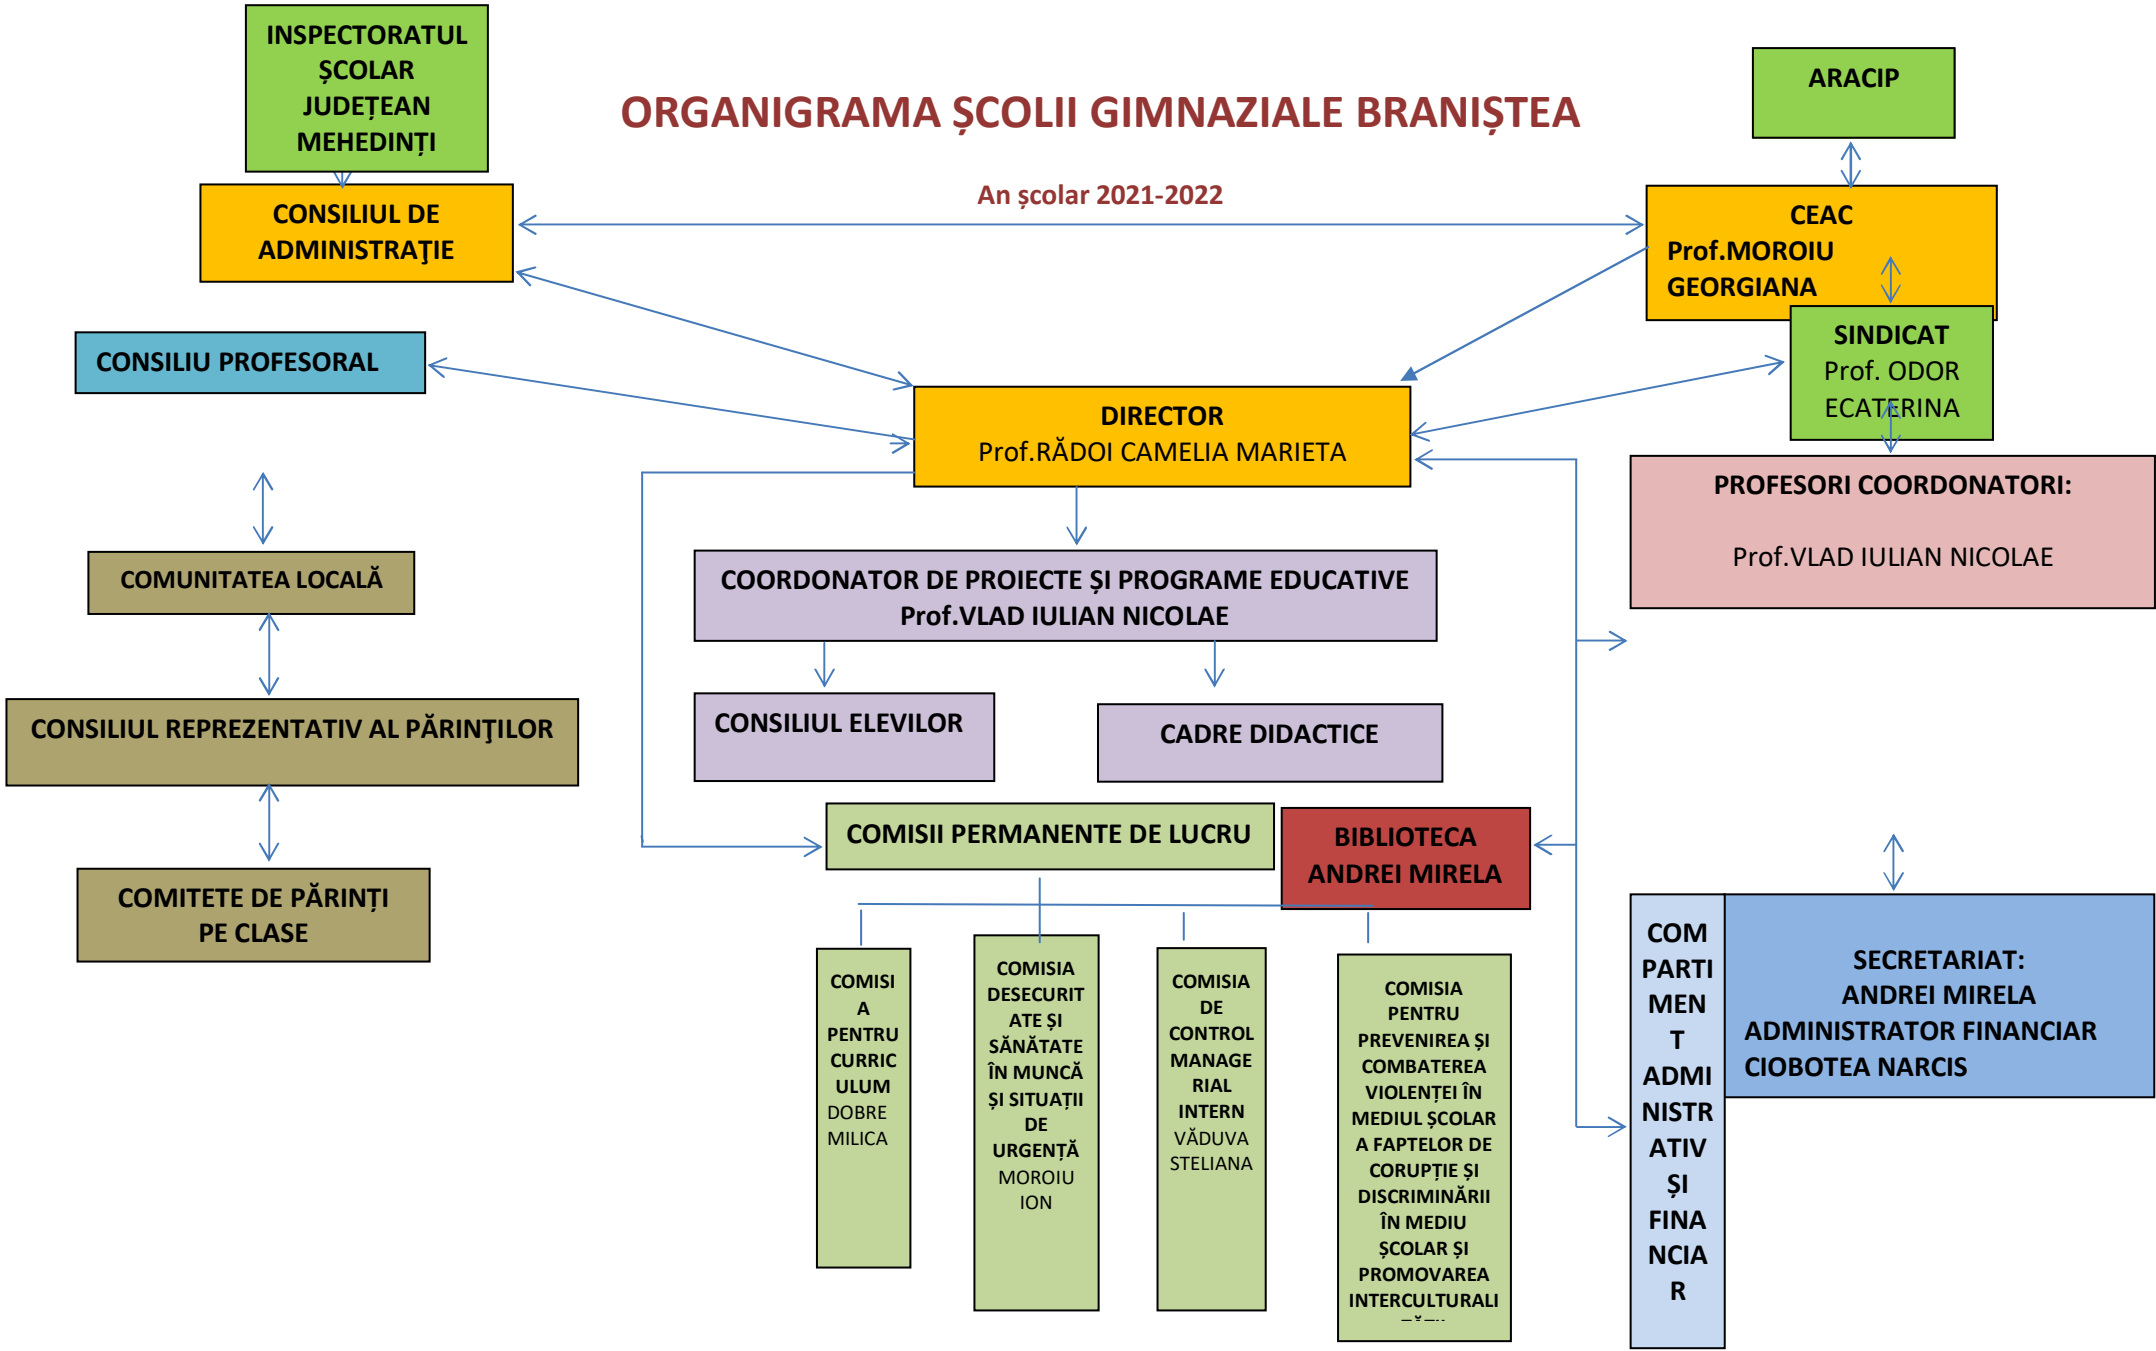 INSPECTORATUL
ȘCOLAR
JUDEȚEAN
MEHEDINȚI
ORGANIGRAMA ȘCOLII GIMNAZIALE BRANIȘTEA
ARACIP
An școlar 2021-2022
CONSILIUL DE
ADMINISTRAŢIE
CEAC
Prof.MOROIU
GEORGIANA
SINDICAT
Prof. ODOR
ECATERINA
CONSILIU PROFESORAL
DIRECTOR
Prof.RĂDOI CAMELIA MARIETA
PROFESORI COORDONATORI:
Prof.VLAD IULIAN NICOLAE
COMUNITATEA LOCALĂ
COORDONATOR DE PROIECTE ȘI PROGRAME EDUCATIVE
Prof.VLAD IULIAN NICOLAE
CONSILIUL REPREZENTATIV AL PĂRINŢILOR
CONSILIUL ELEVILOR
CADRE DIDACTICE
COMISII PERMANENTE DE LUCRU
BIBLIOTECA
ANDREI MIRELA
COMITETE DE PĂRINȚI
PE CLASE
COMISI
A
PENTRU
CURRIC
ULUM
DOBRE
MILICA
COMISIA
DESECURIT
ATE ȘI
SĂNĂTATE
ÎN MUNCĂ
ȘI SITUAȚII
DE
URGENȚĂ
MOROIU
ION
COMISIA
DE
CONTROL
MANAGE
RIAL
INTERN
VĂDUVA
STELIANA
COMISIA
PENTRU
PREVENIREA ȘI
COMBATEREA
VIOLENȚEI ÎN
MEDIUL ȘCOLAR
A FAPTELOR DE
CORUPȚIE ȘI
DISCRIMINĂRII
ÎN MEDIU
ȘCOLAR ȘI
PROMOVAREA
INTERCULTURALI
COM
PARTI
MEN
T
ADMI
NISTR
ATIV
ȘI
FINA
NCIA
R
SECRETARIAT:
ANDREI MIRELA
ADMINISTRATOR FINANCIAR
CIOBOTEA NARCIS